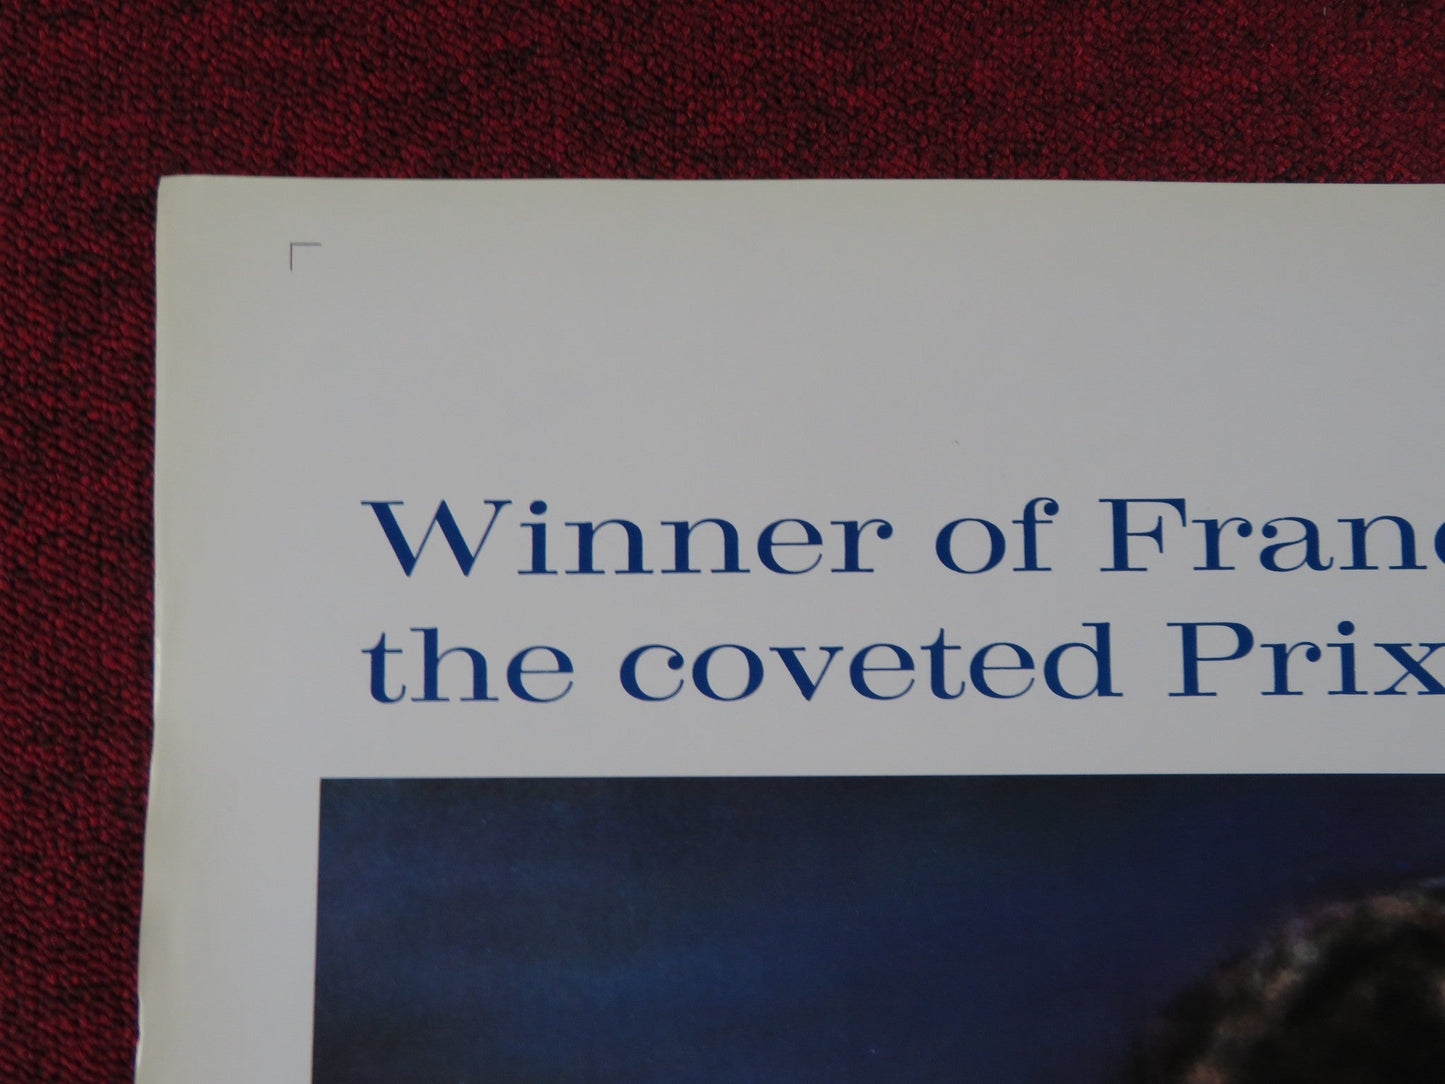 Winner of Franc
the coveted Prix